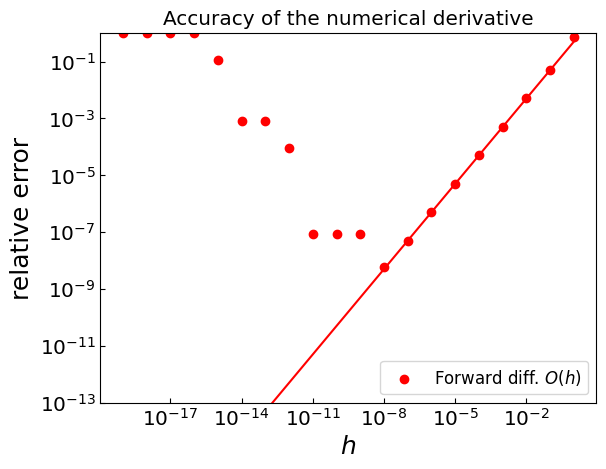 Accuracy of the numerical derivative
relative error
10⁻¹
10⁻³
10⁻⁵
10⁻⁷
10⁻⁹
10⁻¹¹
10⁻¹³
Forward diff. O(h)
10⁻¹⁷ 10⁻¹⁴ 10⁻¹¹ 10⁻⁸ 10⁻⁵ 10⁻²
h